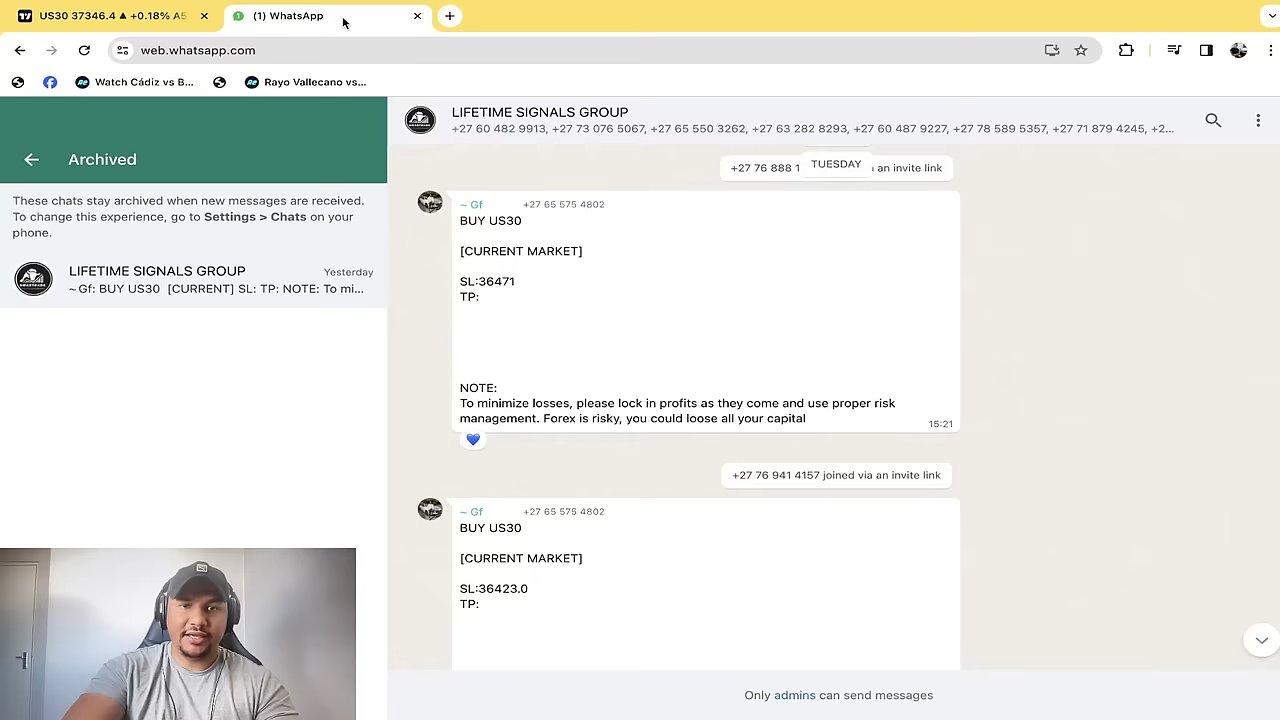 US30 37346.4 ▲ +0.18% A5
(1) WhatsApp
web.whatsapp.com
Watch Cádiz vs B...
Rayo Vallecano vs...
Archived
These chats stay archived when new messages are received.
To change this experience, go to Settings > Chats on your
phone.
LIFETIME SIGNALS GROUP
Yesterday
~ Gf: BUY US30 [CURRENT] SL: TP: NOTE: To mi...
LIFETIME SIGNALS GROUP
+27 60 482 9913, +27 73 076 5067, +27 65 550 3262, +27 63 282 8293, +27 60 487 9227, +27 78 589 5357, +27 71 879 4245, +2...
+27 76 888 1
TUESDAY
an invite link
~ Gf +27 65 575 4802
BUY US30
[CURRENT MARKET]
SL:36471
TP:
NOTE:
To minimize losses, please lock in profits as they come and use proper risk
management. Forex is risky, you could loose all your capital
15:21
+27 76 941 4157 joined via an invite link
~ Gf +27 65 575 4802
BUY US30
[CURRENT MARKET]
SL:36423.0
TP:
Only admins can send messages